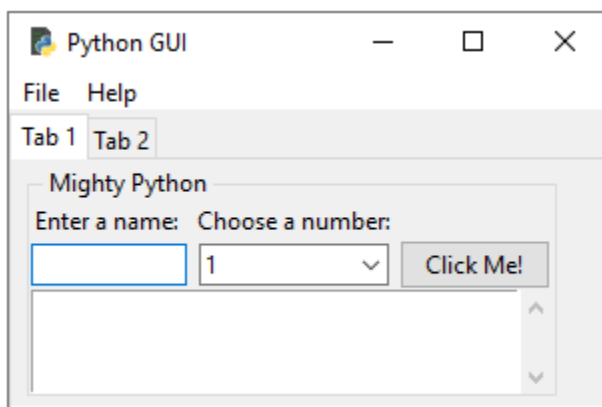 Python GUI
File Help
Tab 1 Tab 2
Mighty Python
Enter a name: Choose a number:
1 Click Me!